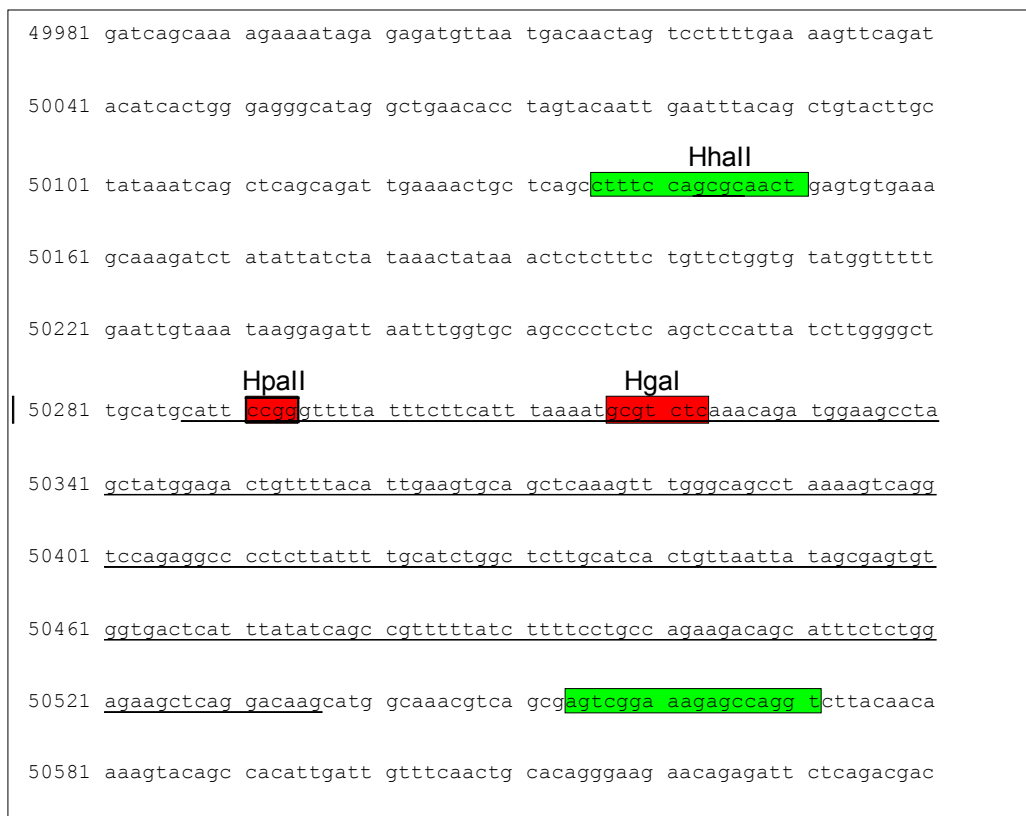 49981 gatcagcaaa agaaaataga gagatgttaa tgacaactag tccttttgaa aagttcagat
50041 acatcactgg gagggcatag gctgaacacc tagtacaatt gaatttacag ctgtacttgc
HhaII
50101 tataaatcag ctcagcagat tgaaaactgc tcagcctttc cagcgcaact gagtgtgaaa
50161 gcaaagatct atattatcta taaactataa actctctttc tgttctggtg tatggttttt
50221 gaattgtaaa taaggagatt aatttggtgc agcccctctc agctccatta tcttggggct
HpaII HgaI
50281 tgcatgcatt ccgggtttta tttcttcatt taaaatgcgt ctcaaacaga tggaagccta
50341 gctatggaga ctgttttaca ttgaagtgca gctcaaagtt tgggcagcct aaaagtcagg
50401 tccagaggcc cctcttattt tgcatctggc tcttgcatca ctgttaatta tagcgagtgt
50461 ggtgactcat ttatatcagc cgtttttatc ttttcctgcc agaagacagc atttctctgg
50521 agaagctcag gacaagcatg gcaaacgtca gcgagtcgga aagagccagg tcttacaaca
50581 aaagtacagc cacattgatt gtttcaactg cacagggaag aacagagatt ctcagacgac